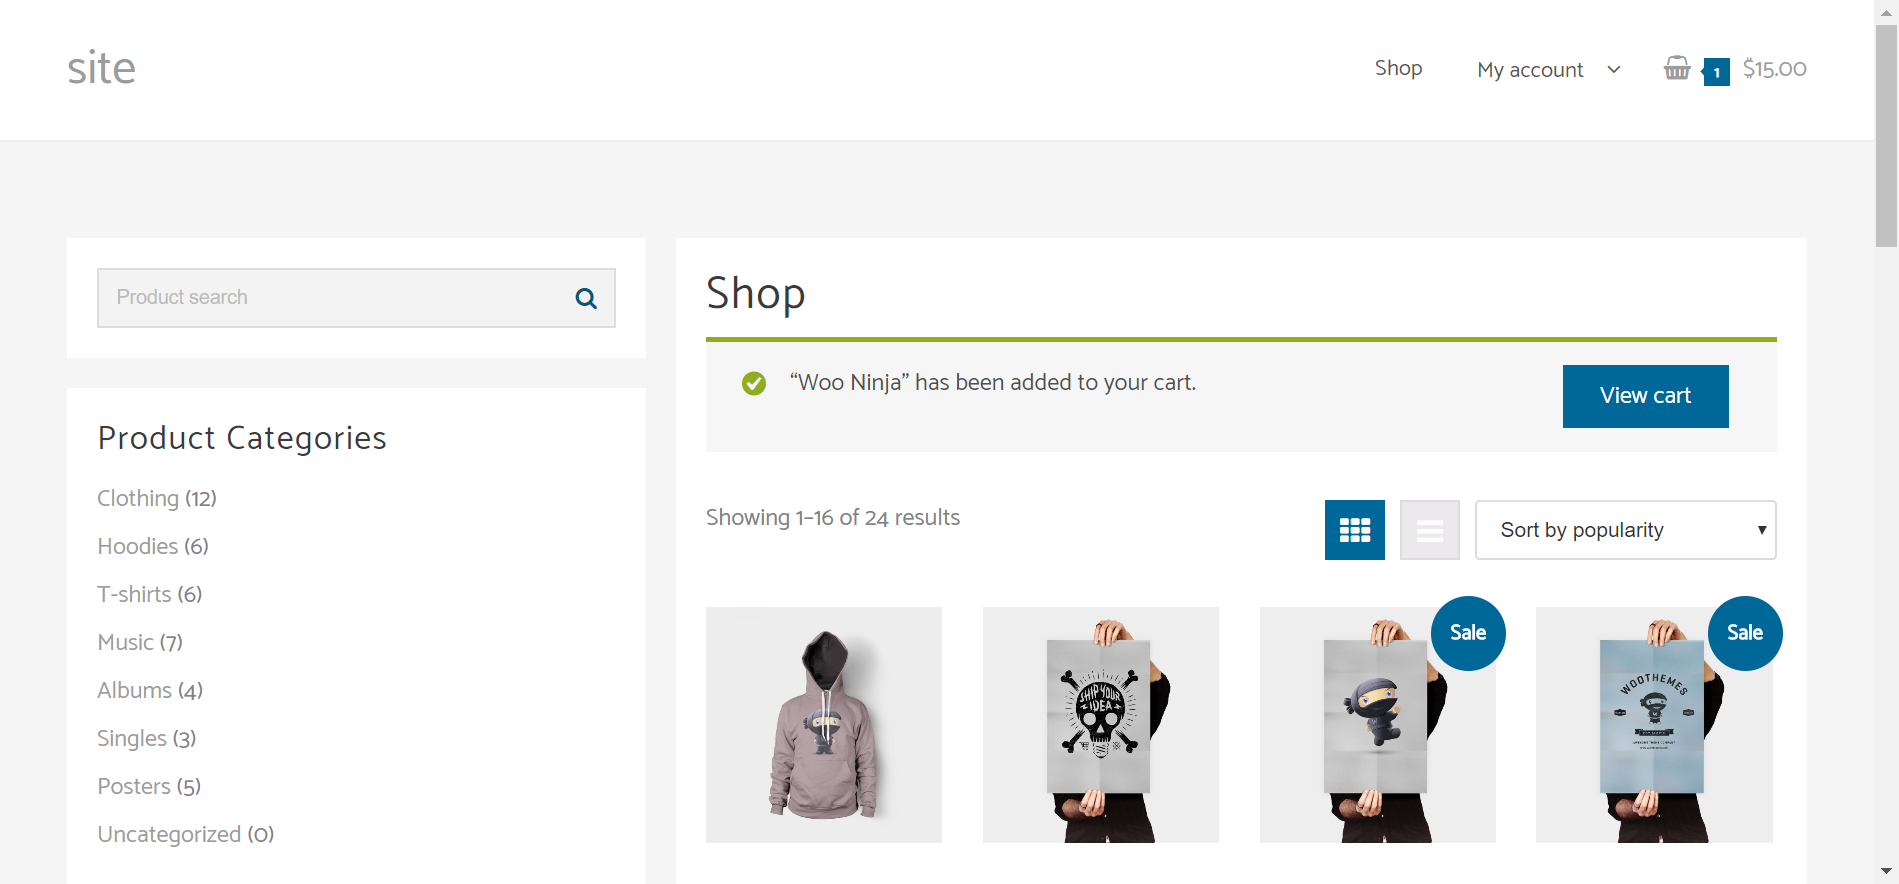 site
Shop
My account
1
$15.00
Product search
Product Categories
Clothing (12)
Hoodies (6)
T-shirts (6)
Music (7)
Albums (4)
Singles (3)
Posters (5)
Uncategorized (0)
Shop
“Woo Ninja” has been added to your cart.
View cart
Showing 1–16 of 24 results
Sort by popularity
Sale
Sale
SHIP YOUR
IDEA
WOOTHEMES